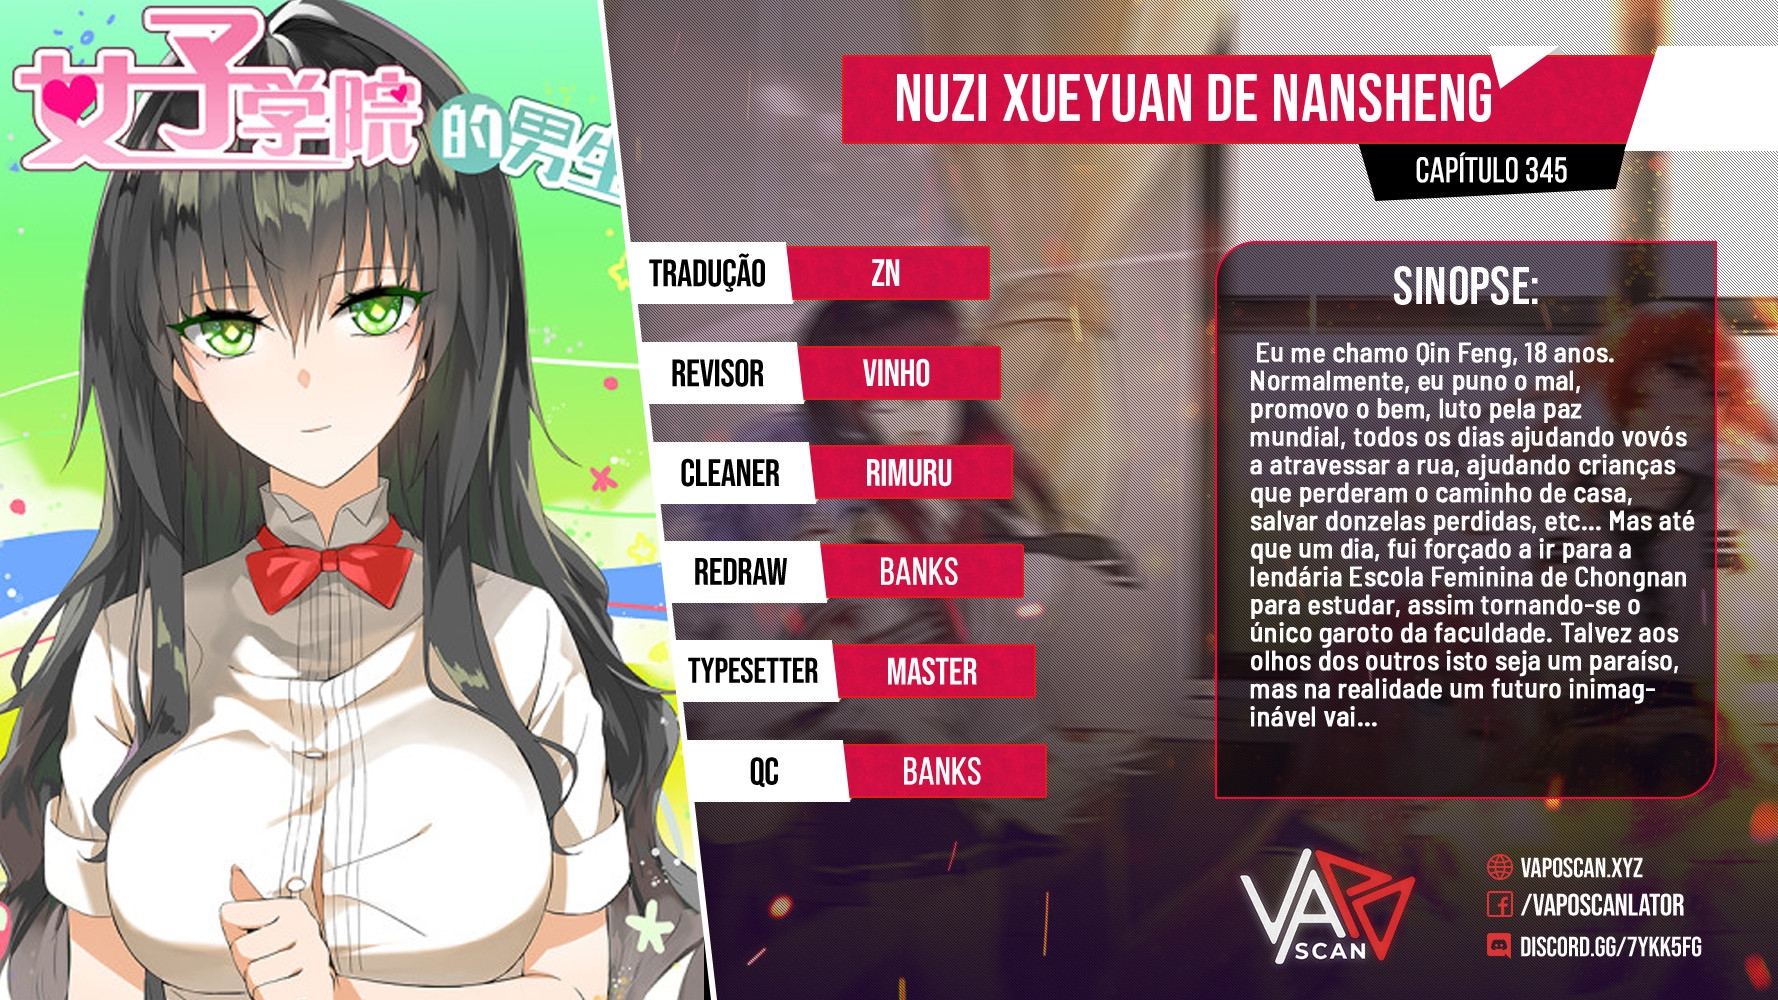 女子学院
的男生
NUZI XUEYUAN DE NANSHENG
CAPÍTULO 345
TRADUÇÃO
ZN
REVISOR
VINHO
CLEANER
RIMURU
REDRAW
BANKS
TYPESETTER
MASTER
QC
BANKS
SINOPSE:
Eu me chamo Qin Feng, 18 anos.
Normalmente, eu puno o mal,
promovo o bem, luto pela paz
mundial, todos os dias ajudando vovós
a atravessar a rua, ajudando crianças
que perderam o caminho de casa,
salvar donzelas perdidas, etc... Mas até
que um dia, fui forçado a ir para a
lendária Escola Feminina de Chongnan
para estudar, assim tornando-se o
único garoto da faculdade. Talvez aos
olhos dos outros isto seja um paraíso,
mas na realidade um futuro inimag-
inável vai...
VAPO
SCAN
VAPOSCAN.XYZ
/VAPOSCANLATOR
DISCORD.GG/7YKK5FG